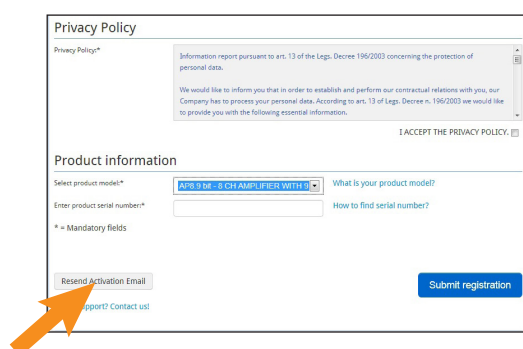 Privacy Policy
Privacy Policy:*
Information report pursuant to art. 13 of the Legs. Decree 196/2003 concerning the protection of
personal data.
We would like to inform you that in order to establish and perform our contractual relations with you, our
Company has to process your personal data. According to art. 13 of Legs. Decree n. 196/2003 we would like
to provide you with the following essential information.
I ACCEPT THE PRIVACY POLICY.
Product information
Select product model:*
AP8.9 bit - 8 CH AMPLIFIER WITH 9
What is your product model?
Enter product serial number:*
How to find serial number?
* = Mandatory fields
Resend Activation Email
Submit registration
support? Contact us!